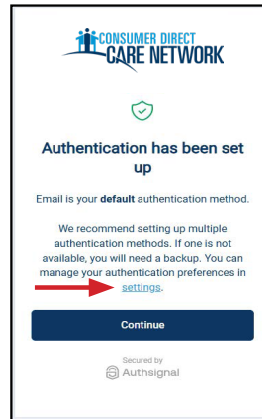 CONSUMER DIRECT
CARE NETWORK
Authentication has been set
up
Email is your default authentication method.
We recommend setting up multiple
authentication methods. If one is not
available, you will need a backup. You can
manage your authentication preferences in
settings.
Continue
Secured by
Authsignal